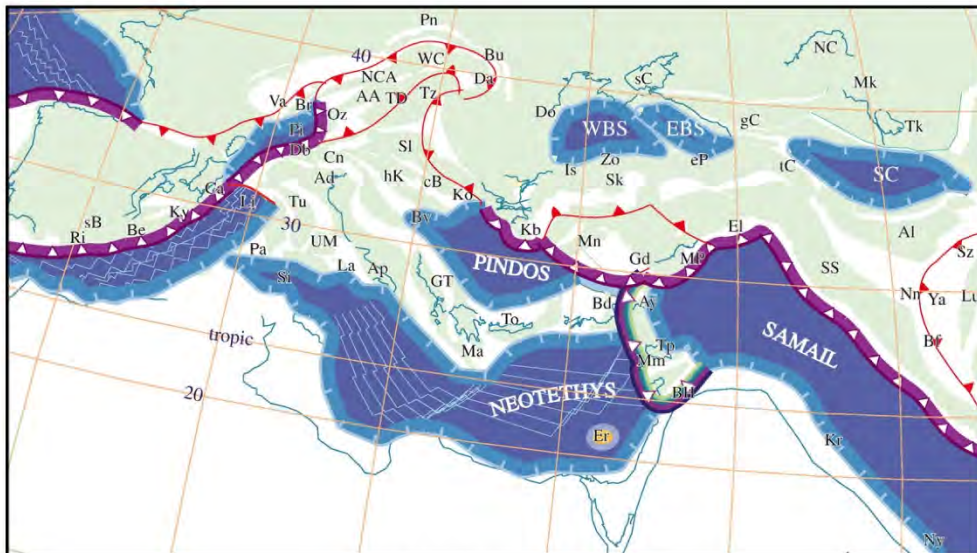 Pn
40
WC
Bu
NC
NCA
Da
sC
Mk
Va
Br
AA
TD
Tz
Oz
Do
WBS
EBS
gC
Tk
Pi
Db
Cn
Sl
Is
Zo
eP
tC
SC
Ad
hK
cB
Sk
Ca
Li
Tu
Ko
Ky
30
Bv
Kb
El
Al
sB
Ri
Be
UM
Mn
Sz
Pa
PINDOS
Gd
MP
SS
Si
La
Ap
GT
Bd
Ay
Nn
Ya
Lu
tropic
To
SAMAIL
Bf
Ma
Mm
Tp
20
NEOTETHYS
BH
Er
Kr
Ny